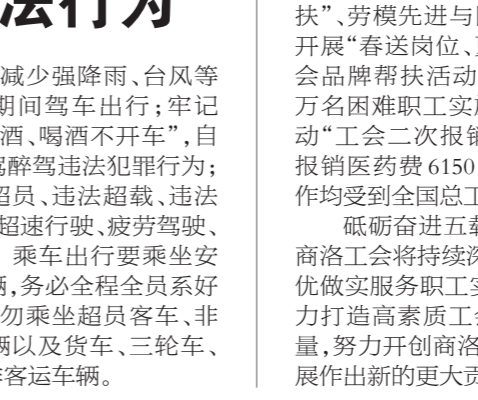 法行为
减少强降雨、台风等
期间驾车出行；牢记
酒、喝酒不开车”，自
驾醉驾违法犯罪行为；
超员、违法超载、违法
超速行驶、疲劳驾驶、
乘车出行要乘坐安
辆，务必全程全员系好
勿乘坐超员客车、非
辆以及货车、三轮车、
客运车辆。
扶”、劳模先进与
开展“春送岗位、
会品牌帮扶活动
万名困难职工实
动“工会二次报销
报销医药费6150
作均受到全国总工
砥砺奋进五载
商洛工会将持续深
优做实服务职工实
力打造高素质工会
量，努力开创商洛
展作出新的更大贡